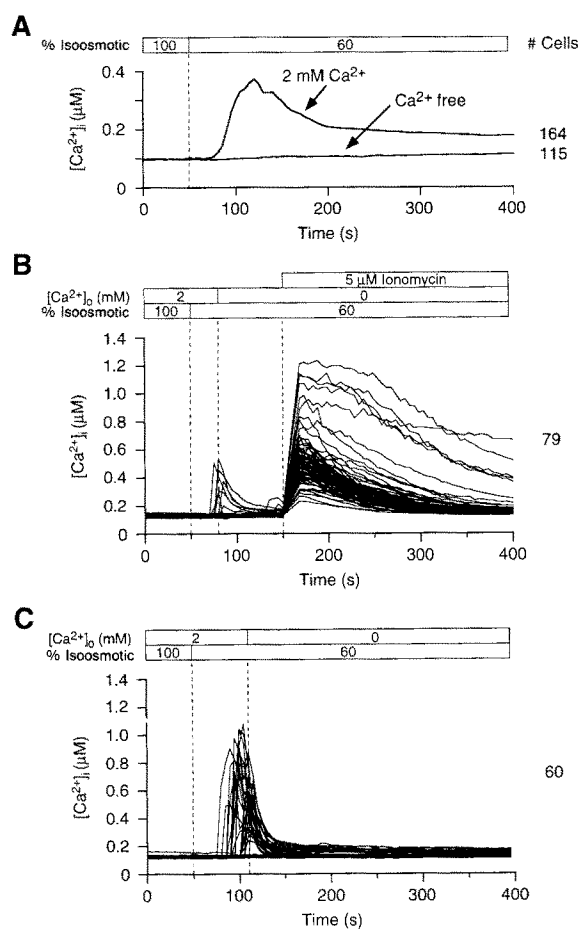 A
% Isoosmotic 100 60 # Cells
0.4
2 mM Ca2+
Ca2+ free
[Ca2+]i (μM)
0.2
164
115
0
0 100 200 300 400
Time (s)
B
5 μM Ionomycin
[Ca2+]o (mM) 2 0
% Isoosmotic 100 60
1.4
1.2
1.0
[Ca2+]i (μM)
0.8
79
0.6
0.4
0.2
0
0 100 200 300 400
Time (s)
C
[Ca2+]o (mM) 2 0
% Isoosmotic 100 60
1.4
1.2
1.0
[Ca2+]i (μM)
0.8
60
0.6
0.4
0.2
0
0 100 200 300 400
Time (s)